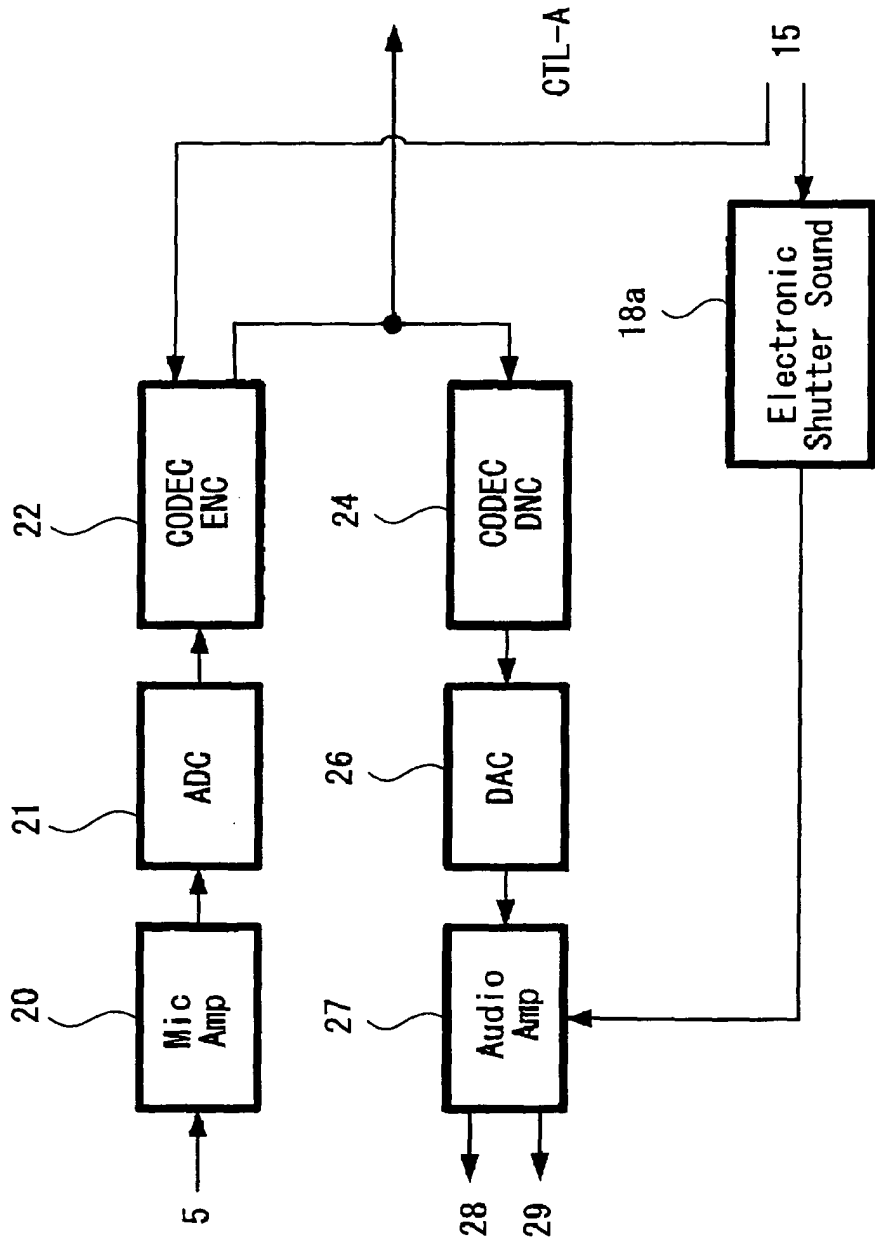 20
21
22
5
Mic
Amp
ADC
CODEC
ENC
27
26
24
28
29
Audio
Amp
DAC
CODEC
DNC
CTL-A
18a
15
Electronic
Shutter Sound